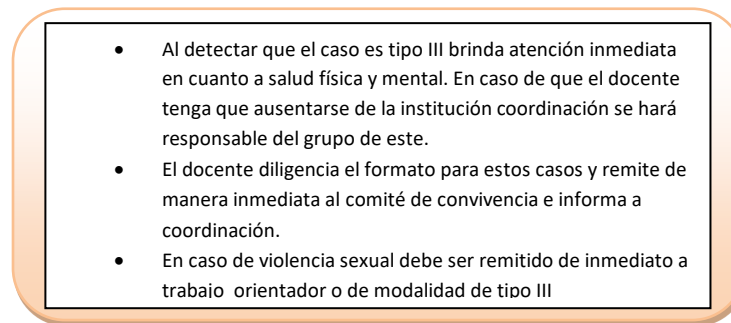 • Al detectar que el caso es tipo III brinda atención inmediata
en cuanto a salud física y mental. En caso de que el docente
tenga que ausentarse de la institución coordinación se hará
responsable del grupo de este.
• El docente diligencia el formato para estos casos y remite de
manera inmediata al comité de convivencia e informa a
coordinación.
• En caso de violencia sexual debe ser remitido de inmediato a
trabajo orientador o de modalidad de tipo III